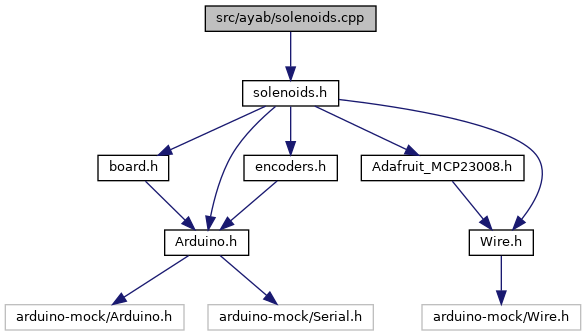 src/ayab/solenoids.cpp
solenoids.h
board.h
encoders.h
Adafruit_MCP23008.h
Arduino.h
Wire.h
arduino-mock/Arduino.h
arduino-mock/Serial.h
arduino-mock/Wire.h